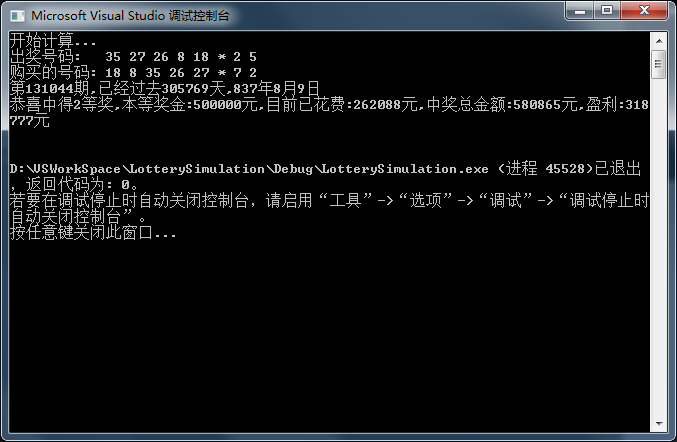 Microsoft Visual Studio 调试控制台
开始计算...
出奖号码:   35 27 26 8 18 * 2 5
购买的号码: 18 8 35 26 27 * 7 2
第131044期,已经过去305769天,837年8月9日
恭喜中得2等奖,本等奖金:500000元,目前已花费:262088元,中奖总金额:580865元,盈利:318
777元
D:\VSWorkSpace\LotterySimulation\Debug\LotterySimulation.exe (进程 45528)已退出
，返回代码为: 0。
若要在调试停止时自动关闭控制台，请启用“工具”->“选项”->“调试”->“调试停止时
自动关闭控制台”。
按任意键关闭此窗口...